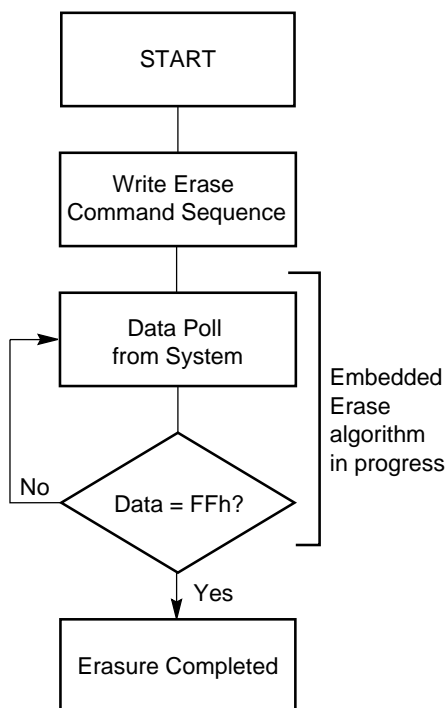 START
Write Erase
Command Sequence
Data Poll
from System
Embedded
Erase
algorithm
in progress
No
Data = FFh?
Yes
Erasure Completed